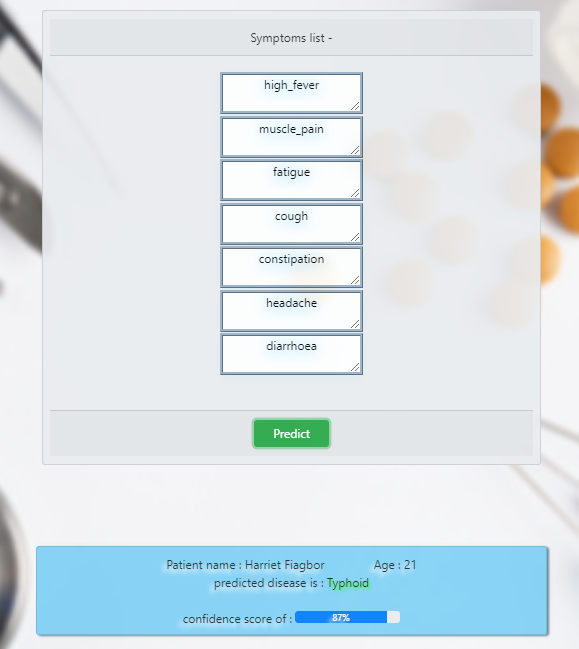 Symptoms list -
high_fever
muscle_pain
fatigue
cough
constipation
headache
diarrhoea
Predict
Patient name : Harriet Fiagbor Age : 21
predicted disease is : Typhoid
confidence score of : 87%